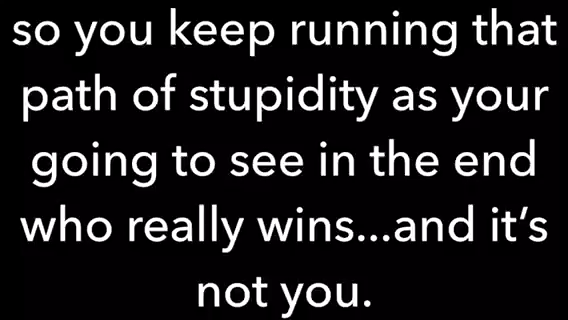 so you keep running that
path of stupidity as your
going to see in the end
who really wins...and it's
not you.